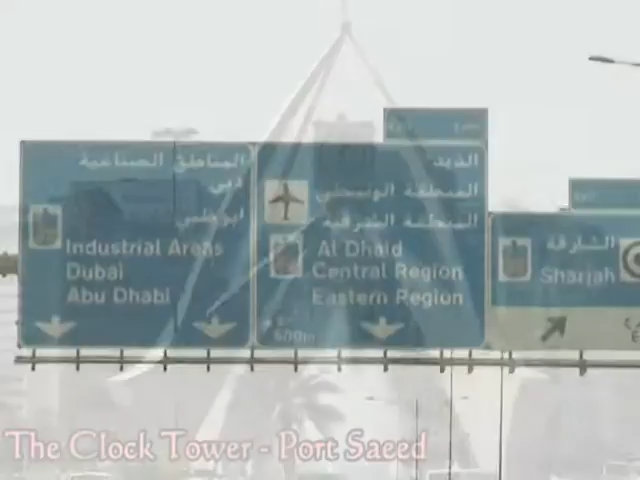 المناطق الصناعية
دبي
أبوظبي
Industrial Areas
Dubai
Abu Dhabi
الذيد
المنطقة الوسطى
المنطقة الشرقية
Al Dhaid
Central Region
Eastern Region
600m
الشارقة
Sharjah
The Clock Tower - Port Saeed